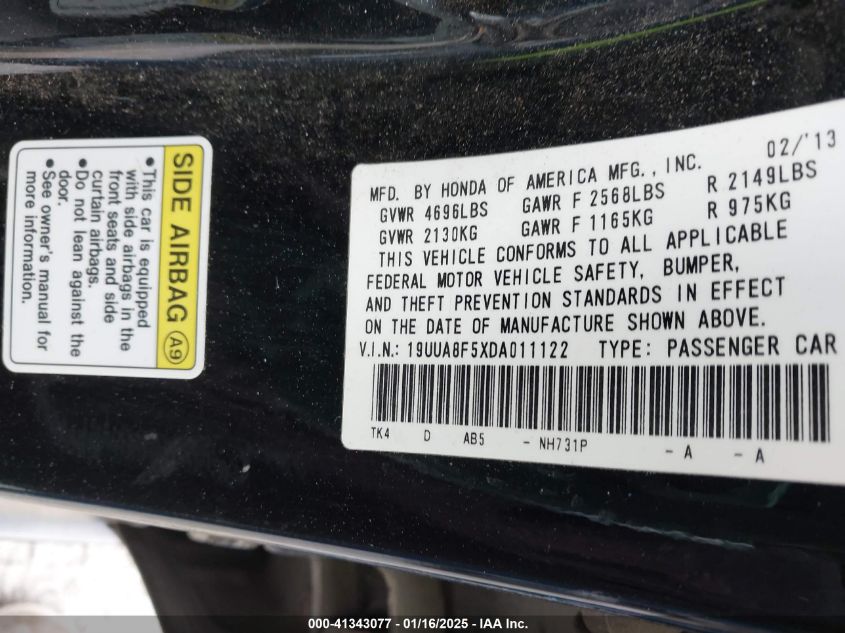 SIDE AIRBAG A9
•This car is equipped
with side airbags in the
front seats and side
curtain airbags.
•Do not lean against the
door.
•See owner's manual for
more information.
MFD. BY HONDA OF AMERICA MFG., INC. 02/'13
GVWR 4696LBS GAWR F 2568LBS R 2149LBS
GVWR 2130KG GAWR F 1165KG R 975KG
THIS VEHICLE CONFORMS TO ALL APPLICABLE
FEDERAL MOTOR VEHICLE SAFETY, BUMPER,
AND THEFT PREVENTION STANDARDS IN EFFECT
ON THE DATE OF MANUFACTURE SHOWN ABOVE.
V.I.N.: 19UUA8F5XDA011122 TYPE: PASSENGER CAR
TK4 D AB5 - NH731P - A - A
000-41343077 — 01/16/2025 — IAA Inc.